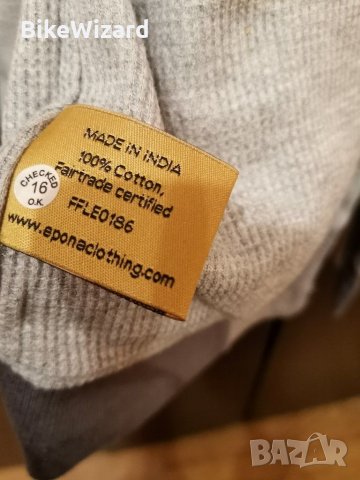 BikeWizard
MADE IN INDIA
100% Cotton,
Fairtrade certified
FFLE0186
www.eponaclothing.com
CHECKED
16
O.K.
BAZAR